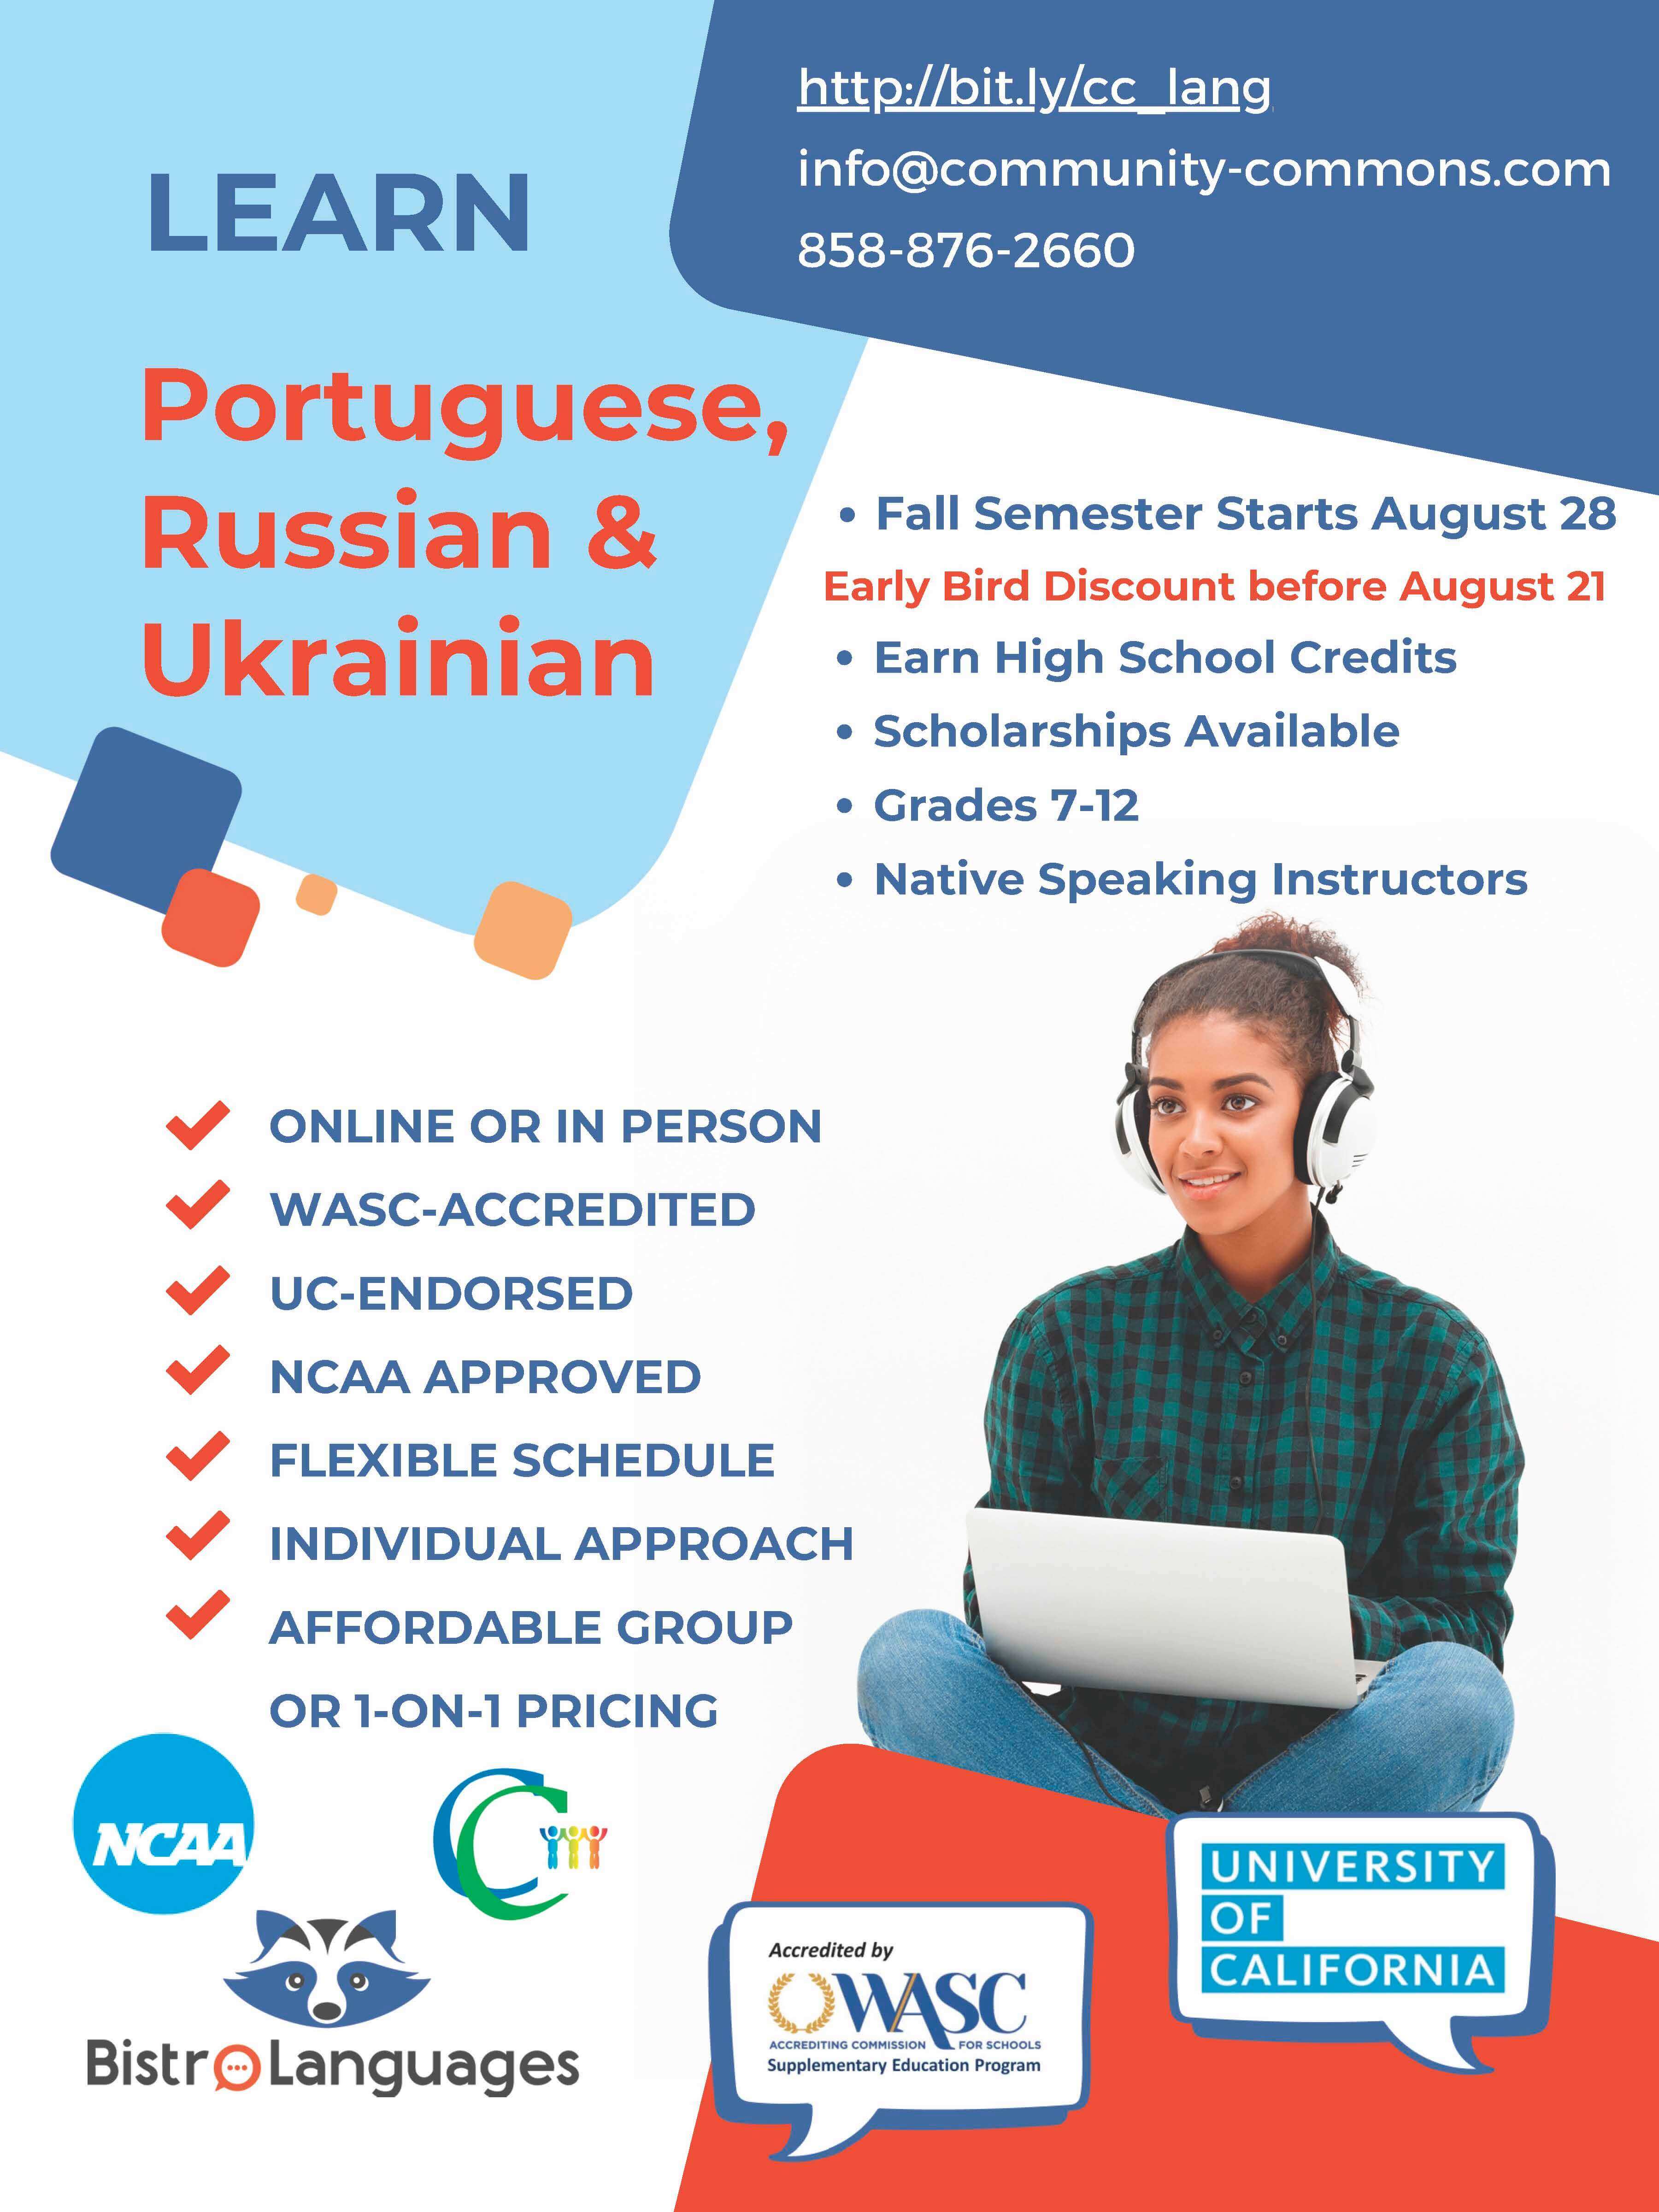 LEARN
Portuguese,
Russian &
Ukrainian
http://bit.ly/cc_lang
info@community-commons.com
858-876-2660
• Fall Semester Starts August 28
Early Bird Discount before August 21
• Earn High School Credits
• Scholarships Available
• Grades 7-12
• Native Speaking Instructors
ONLINE OR IN PERSON
WASC-ACCREDITED
UC-ENDORSED
NCAA APPROVED
FLEXIBLE SCHEDULE
INDIVIDUAL APPROACH
AFFORDABLE GROUP
OR 1-ON-1 PRICING
NCAA
CC
BistroLanguages
Accredited by
WASC
ACCREDITING COMMISSION FOR SCHOOLS
Supplementary Education Program
UNIVERSITY
OF
CALIFORNIA